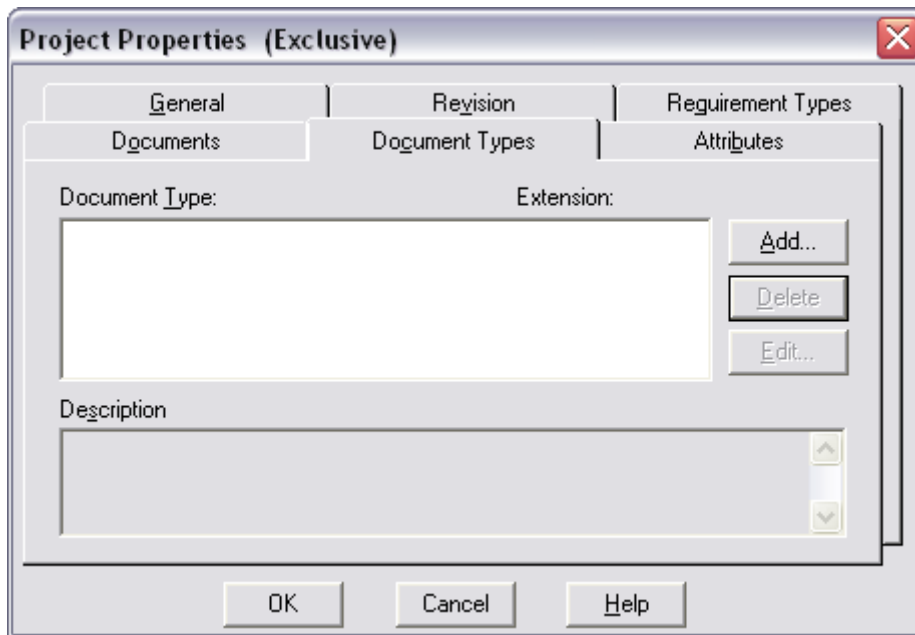 Project Properties (Exclusive)
General Revision Reguirement Types
Documents Document Types Attributes
Document Type: Extension:
Add...
Delete
Edit...
Description
OK Cancel Help